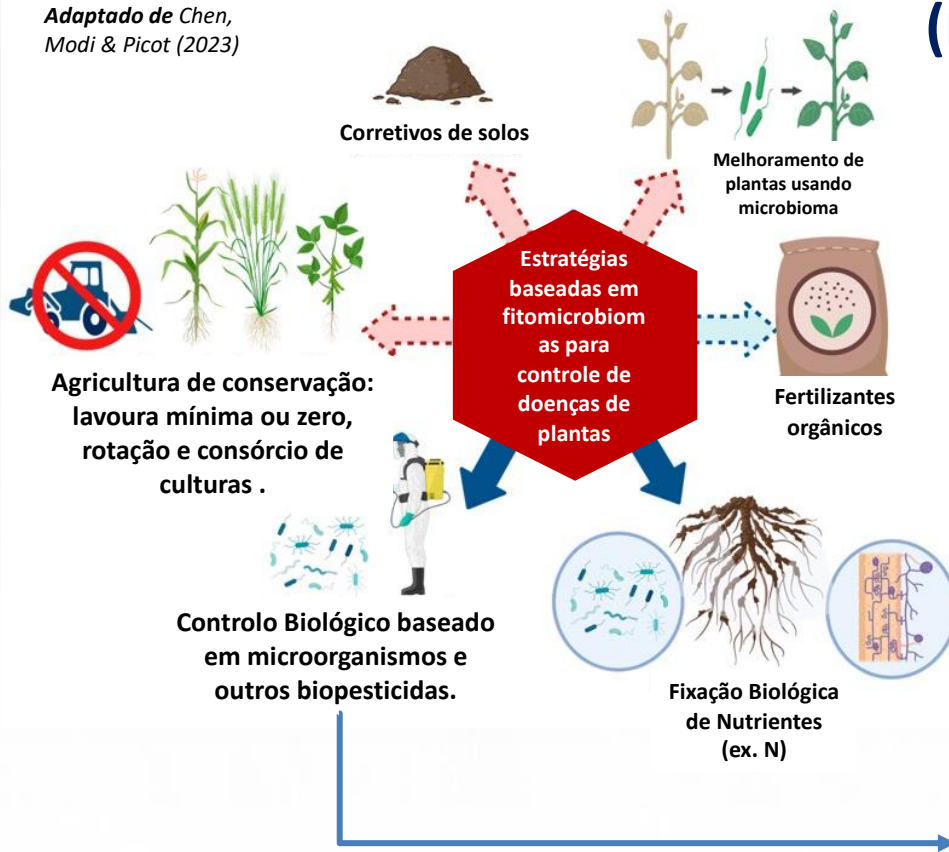 Adaptado de Chen,
Modi & Picot (2023)
(
Corretivos de solos
Melhoramento de
plantas usando
microbioma
Estratégias
baseadas em
fitomicrobiom
as para
controle de
doenças de
plantas
Fertilizantes
orgânicos
Agricultura de conservação:
lavoura mínima ou zero,
rotação e consórcio de
culturas .
Controlo Biológico baseado
em microorganismos e
outros biopesticidas.
Fixação Biológica
de Nutrientes
(ex. N)